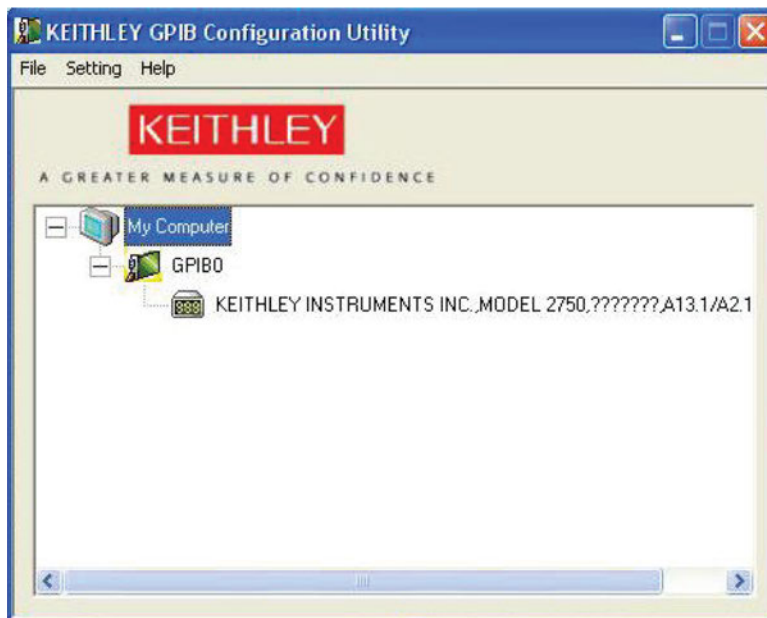 KEITHLEY GPIB Configuration Utility
File Setting Help
KEITHLEY
A GREATER MEASURE OF CONFIDENCE
My Computer
GPIB0
KEITHLEY INSTRUMENTS INC.,MODEL 2750,???????,A13.1/A2.1